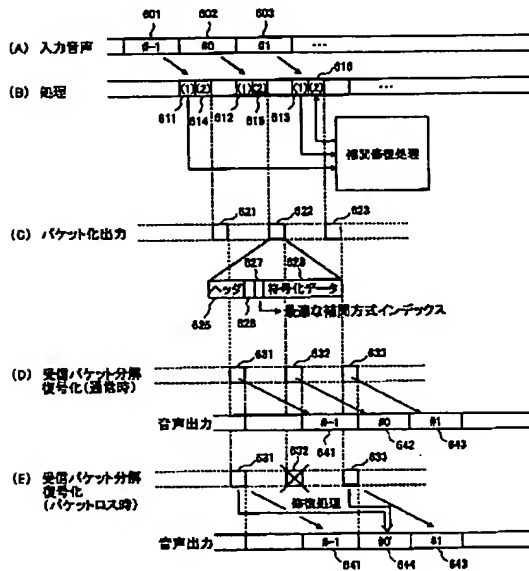 601 602 603
(A) 入力音声 #-1 #0 #1 ...
616
(B) 処理 (1) (2) (1) (2) (1) (2) ...
611 614 612 615 613
補間修復処理
621 622 623
(C) パケット化出力
627 628
ヘッダ 符号化データ
625 626 最適な補間方式インデックス
631 632 633
(D) 受信パケット分解
復号化(通常時)
音声出力 #-1 #0 #1
641 642 643
631 632 633
(E) 受信パケット分解
復号化
(パケットロス時)
修復処理
音声出力 #-1 #0' #1
641 644 643